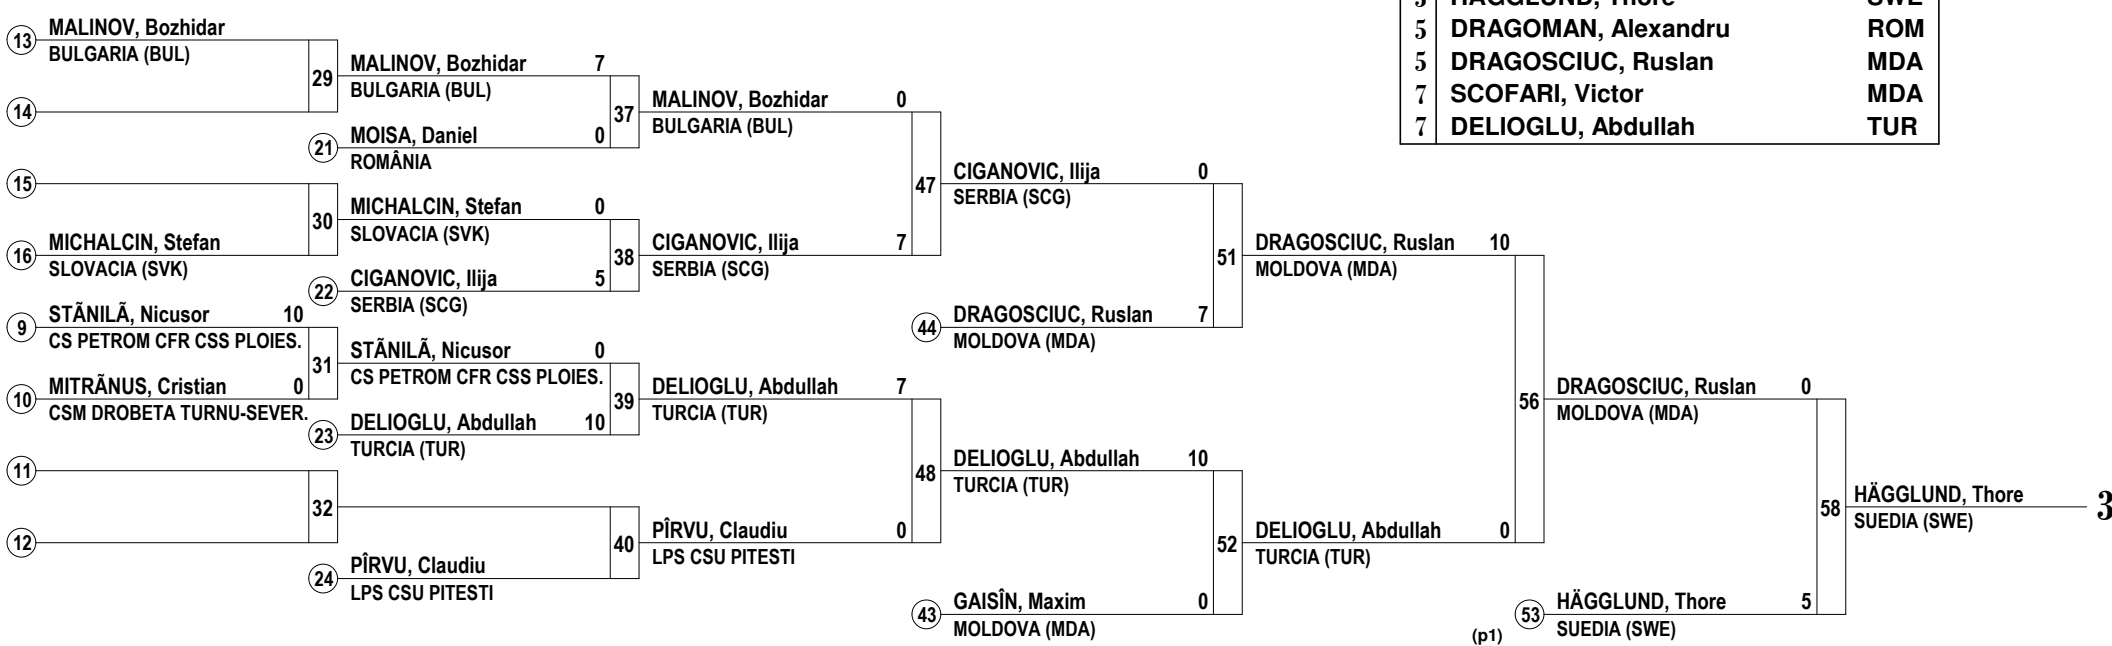 3 HÄGGLUND, Thore SWE
5 DRAGOMAN, Alexandru ROM
5 DRAGOSCIUC, Ruslan MDA
7 SCOFARI, Victor MDA
7 DELIOGLU, Abdullah TUR
13 MALINOV, Bozhidar
BULGARIA (BUL)
14
29
MALINOV, Bozhidar 7
BULGARIA (BUL)
21 MOISA, Daniel 0
ROMÂNIA
37
MALINOV, Bozhidar 0
BULGARIA (BUL)
15
16 MICHALCIN, Stefan
SLOVACIA (SVK)
30
MICHALCIN, Stefan 0
SLOVACIA (SVK)
22 CIGANOVIC, Ilija 5
SERBIA (SCG)
38
CIGANOVIC, Ilija 7
SERBIA (SCG)
47
CIGANOVIC, Ilija 0
SERBIA (SCG)
44 DRAGOSCIUC, Ruslan 7
MOLDOVA (MDA)
51
DRAGOSCIUC, Ruslan 10
MOLDOVA (MDA)
9 STÃNILÃ, Nicusor 10
CS PETROM CFR CSS PLOIES.
10 MITRÃNUS, Cristian 0
CSM DROBETA TURNU-SEVER.
31
STÃNILÃ, Nicusor 0
CS PETROM CFR CSS PLOIES.
23 DELIOGLU, Abdullah 10
TURCIA (TUR)
39
DELIOGLU, Abdullah 7
TURCIA (TUR)
11
12
32
24 PÎRVU, Claudiu
LPS CSU PITESTI
40
PÎRVU, Claudiu 0
LPS CSU PITESTI
48
DELIOGLU, Abdullah 10
TURCIA (TUR)
43 GAISÎN, Maxim 0
MOLDOVA (MDA)
52
DELIOGLU, Abdullah 0
TURCIA (TUR)
56
DRAGOSCIUC, Ruslan 0
MOLDOVA (MDA)
(p1) 53 HÄGGLUND, Thore 5
SUEDIA (SWE)
58
HÄGGLUND, Thore 3
SUEDIA (SWE)